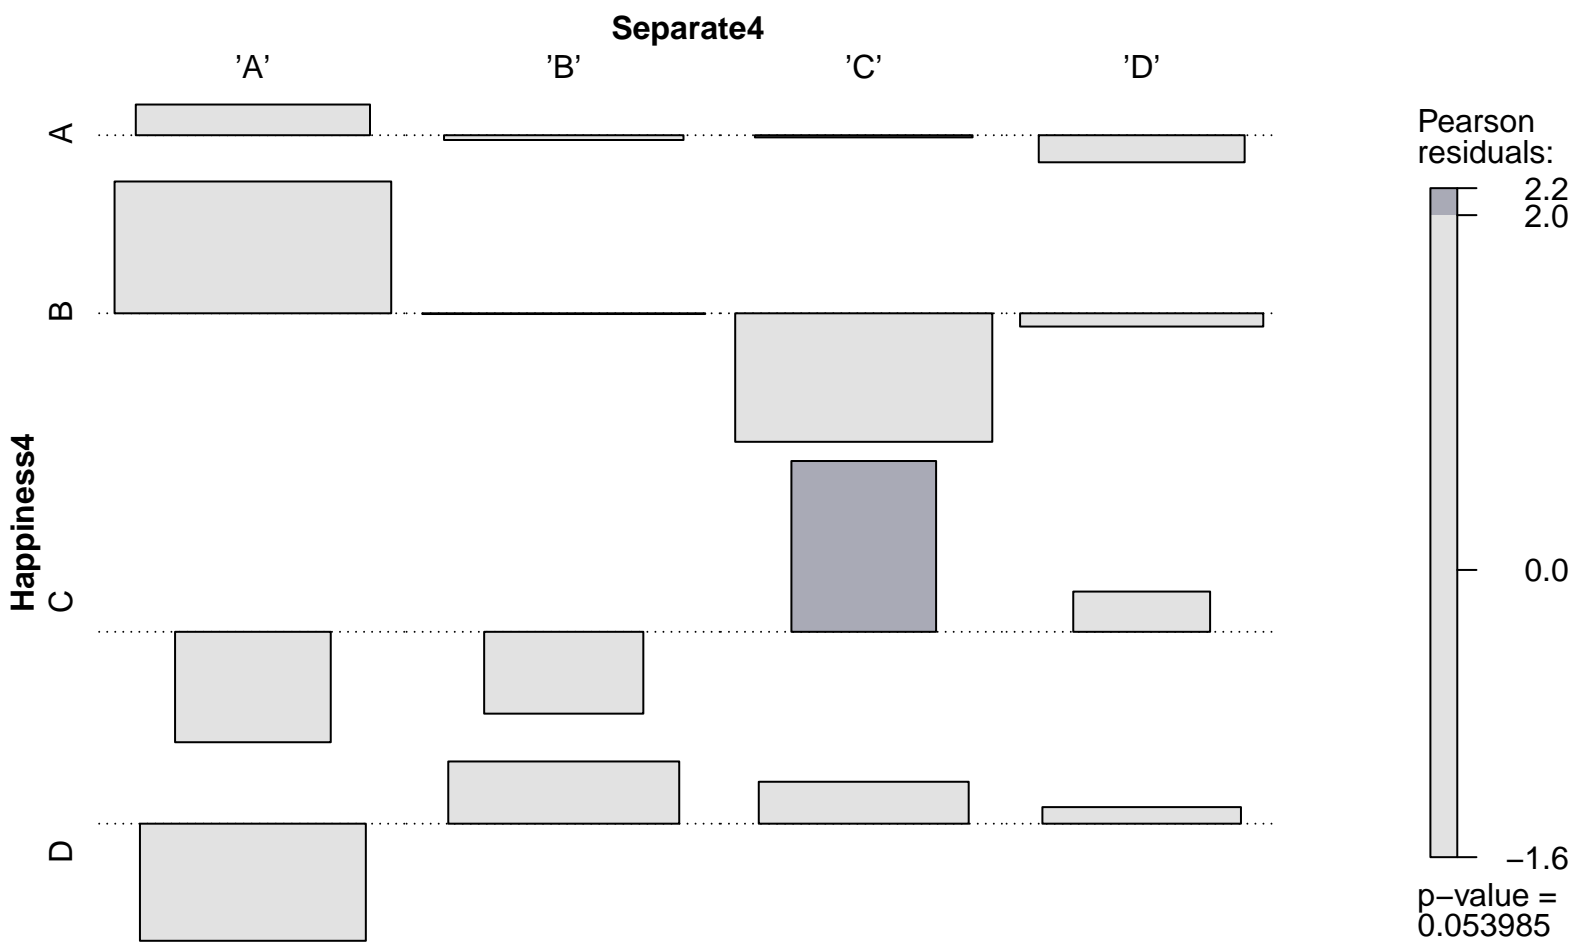 Separate4
’A’ ’B’ ’C’ ’D’
Happiness4
A
B
C
D
Pearson
residuals:
2.2
2.0
0.0
−1.6
p−value =
0.053985